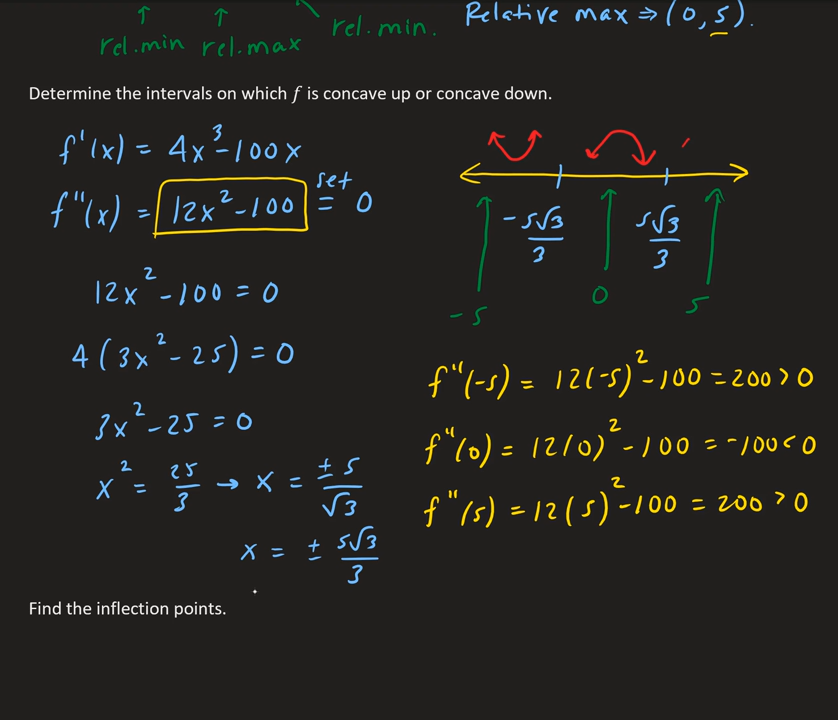 Relative max ⇒ (0, 5).
rel.min rel.max rel.min.
Determine the intervals on which f is concave up or concave down.
f'(x) = 4x³-100x
f"(x) = 12x²-100 set = 0
12x²-100 = 0
4(3x²-25) = 0
3x²-25 = 0
x² = 25/3 → x = ±5/√3
x = ± 5√3/3
-5√3/3 5√3/3
-5 0 5
f"(-5) = 12(-5)²-100 = 200 > 0
f"(0) = 12(0)²-100 = -100 < 0
f"(5) = 12(5)²-100 = 200 > 0
Find the inflection points.